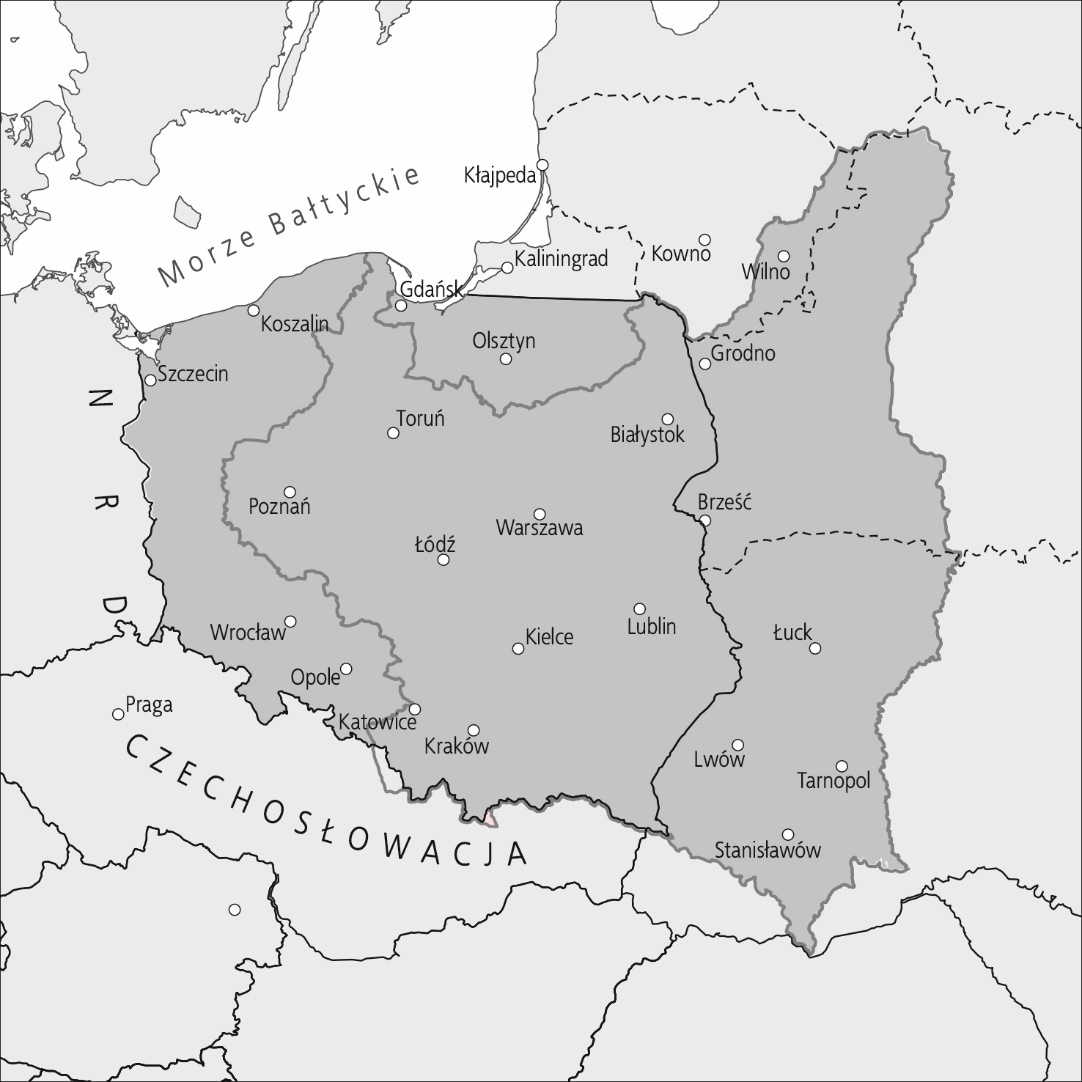 Kłajpeda
Morze Bałtyckie
Kowno
Kaliningrad
Wilno
Gdańsk
Koszalin
Olsztyn
Grodno
Szczecin
NRD
Toruń
Białystok
Poznań
Brześć
Warszawa
Łódź
Wrocław
Kielce
Lublin
Łuck
Opole
Praga
Katowice
Kraków
Lwów
Tarnopol
CZECHOSŁOWACJA
Stanisławów